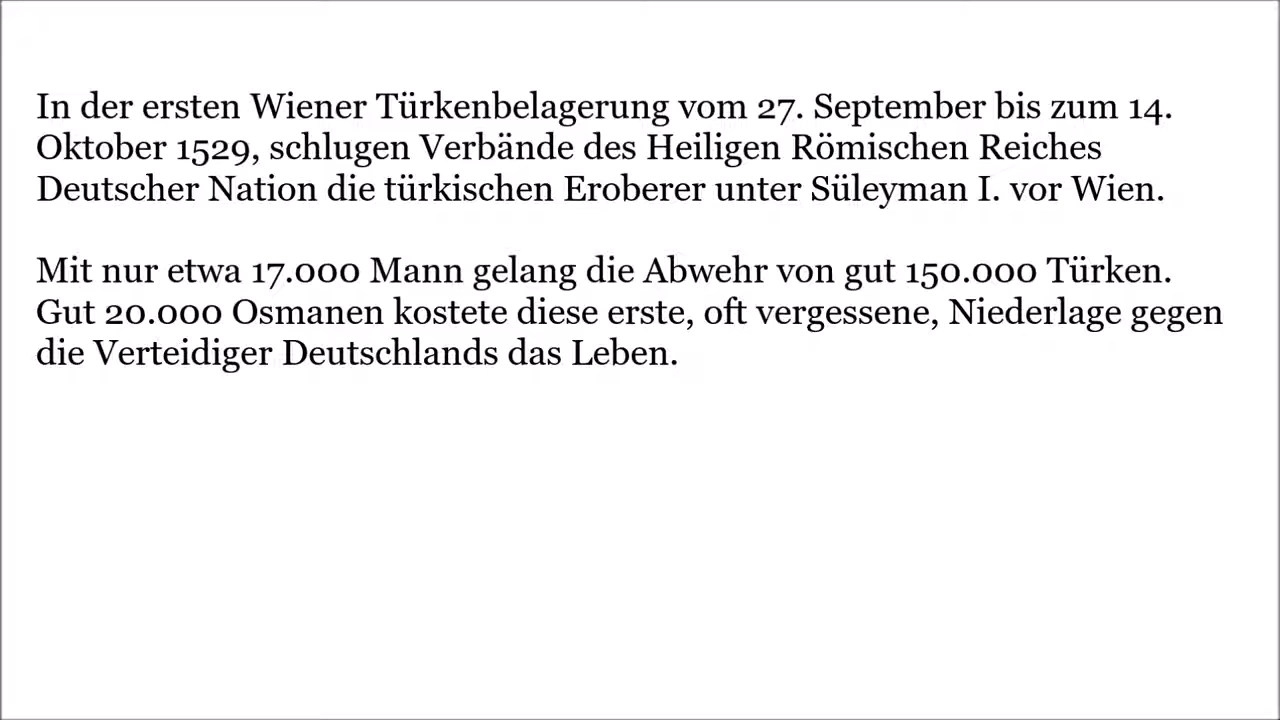 In der ersten Wiener Türkenbelagerung vom 27. September bis zum 14.
Oktober 1529, schlugen Verbände des Heiligen Römischen Reiches
Deutscher Nation die türkischen Eroberer unter Süleyman I. vor Wien.
Mit nur etwa 17.000 Mann gelang die Abwehr von gut 150.000 Türken.
Gut 20.000 Osmanen kostete diese erste, oft vergessene, Niederlage gegen
die Verteidiger Deutschlands das Leben.